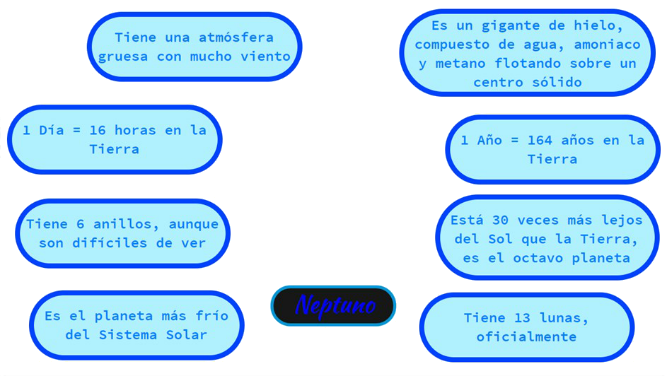 Tiene una atmósfera
gruesa con mucho viento
Es un gigante de hielo,
compuesto de agua, amoniaco
y metano flotando sobre un
centro sólido
1 Día = 16 horas en la
Tierra
1 Año = 164 años en la
Tierra
Tiene 6 anillos, aunque
son difíciles de ver
Está 30 veces más lejos
del Sol que la Tierra,
es el octavo planeta
Es el planeta más frío
del Sistema Solar
Neptano
Tiene 13 lunas,
oficialmente